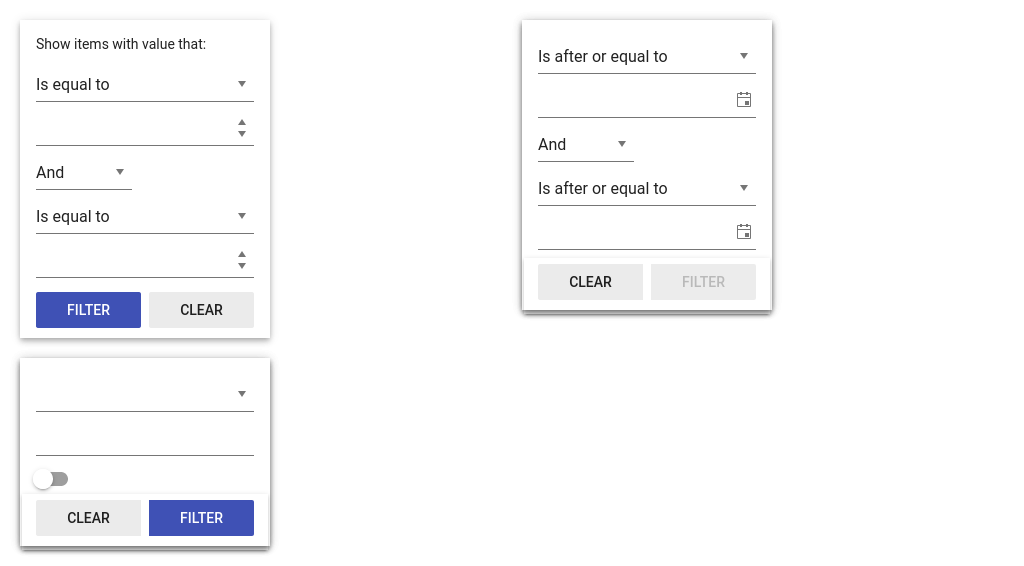 Show items with value that:
Is equal to
And
Is equal to
FILTER CLEAR
CLEAR FILTER
Is after or equal to
And
Is after or equal to
CLEAR FILTER